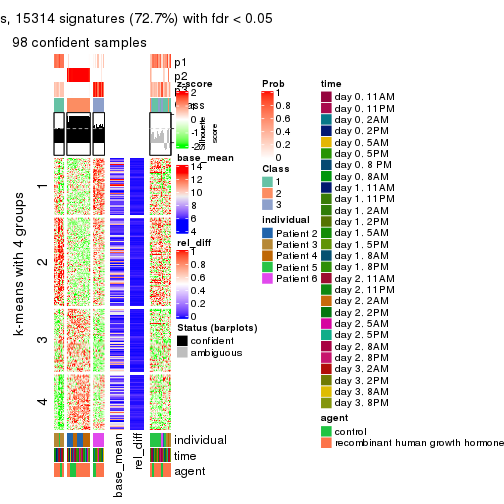 s, 15314 signatures (72.7%) with fdr < 0.05
98 confident samples
p1
p2
p3
z-score
silhouette
score
base_mean
14
12
10
8
6
4
rel_diff
1
0.8
0.6
0.4
0.2
0
Status (barplots)
confident
ambiguous
k-means with 4 groups
1
2
3
4
individual
time
agent
base_mean
rel_diff
Prob
1
0.8
0.6
0.4
0.2
0
Class
1
2
3
individual
Patient 2
Patient 3
Patient 4
Patient 5
Patient 6
time
day 0. 11AM
day 0. 11PM
day 0. 2AM
day 0. 2PM
day 0. 5AM
day 0. 5PM
day 0. 8 PM
day 0. 8AM
day 1. 11AM
day 1. 11PM
day 1. 2AM
day 1. 2PM
day 1. 5AM
day 1. 5PM
day 1. 8AM
day 1. 8PM
day 2. 11AM
day 2. 11PM
day 2. 2AM
day 2. 2PM
day 2. 5AM
day 2. 5PM
day 2. 8AM
day 2. 8PM
day 3. 2AM
day 3. 2PM
day 3. 8AM
day 3. 8PM
agent
control
recombinant human growth hormone